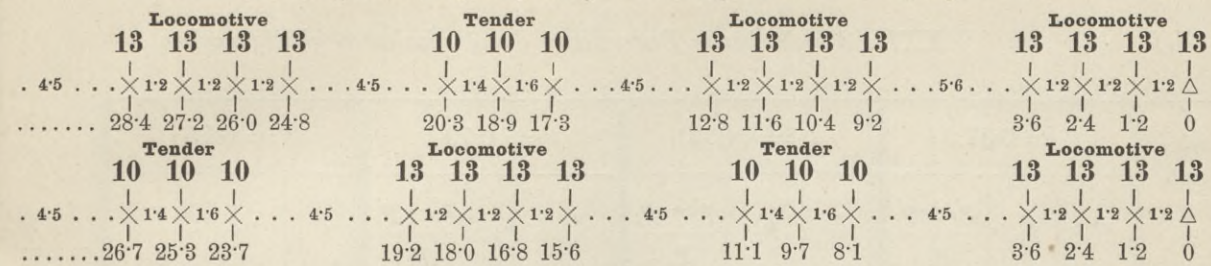 Locomotive Tender Locomotive Locomotive
13 13 13 13 10 10 10 13 13 13 13 13 13 13 13
. 4·5 . . . × 1·2 × 1·2 × 1·2 × . . . 4·5 . . . × 1·4 × 1·6 × . . . 4·5 . . . × 1·2 × 1·2 × 1·2 × . . . 5·6 . . . × 1·2 × 1·2 × 1·2 △
....... 28·4 27·2 26·0 24·8 20·3 18·9 17·3 12·8 11·6 10·4 9·2 3·6 2·4 1·2 0
Tender Locomotive Tender Locomotive
10 10 10 13 13 13 13 10 10 10 13 13 13 13
. 4·5 . . . × 1·4 × 1·6 × . . . 4·5 . . . × 1·2 × 1·2 × 1·2 × . . . 4·5 . . . × 1·4 × 1·6 × . . . 4·5 . . . × 1·2 × 1·2 × 1·2 △
.......26·7 25·3 23·7 19·2 18·0 16·8 15·6 11·1 9·7 8·1 3·6 2·4 1·2 0